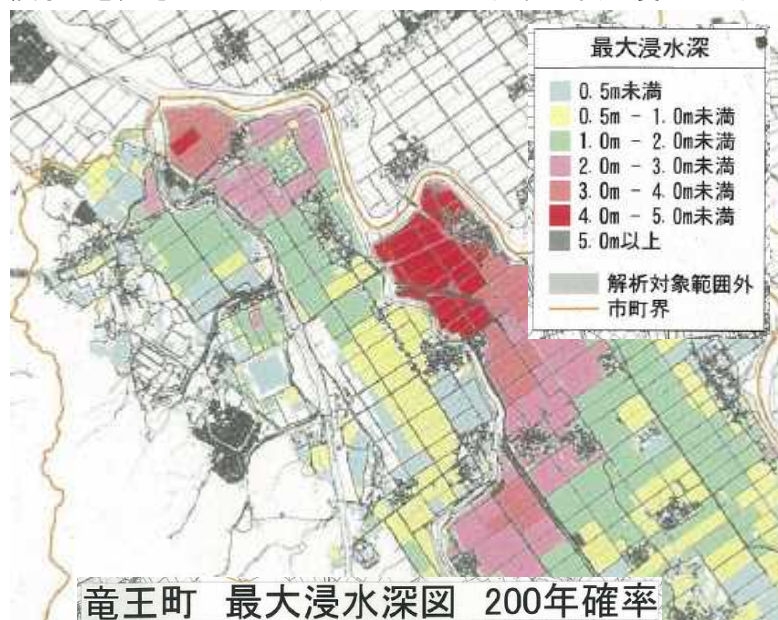 最大浸水深
0.5m未満
0.5m - 1.0m未満
1.0m - 2.0m未満
2.0m - 3.0m未満
3.0m - 4.0m未満
4.0m - 5.0m未満
5.0m以上
解析対象範囲外
市町界
竜王町 最大浸水深図 200年確率